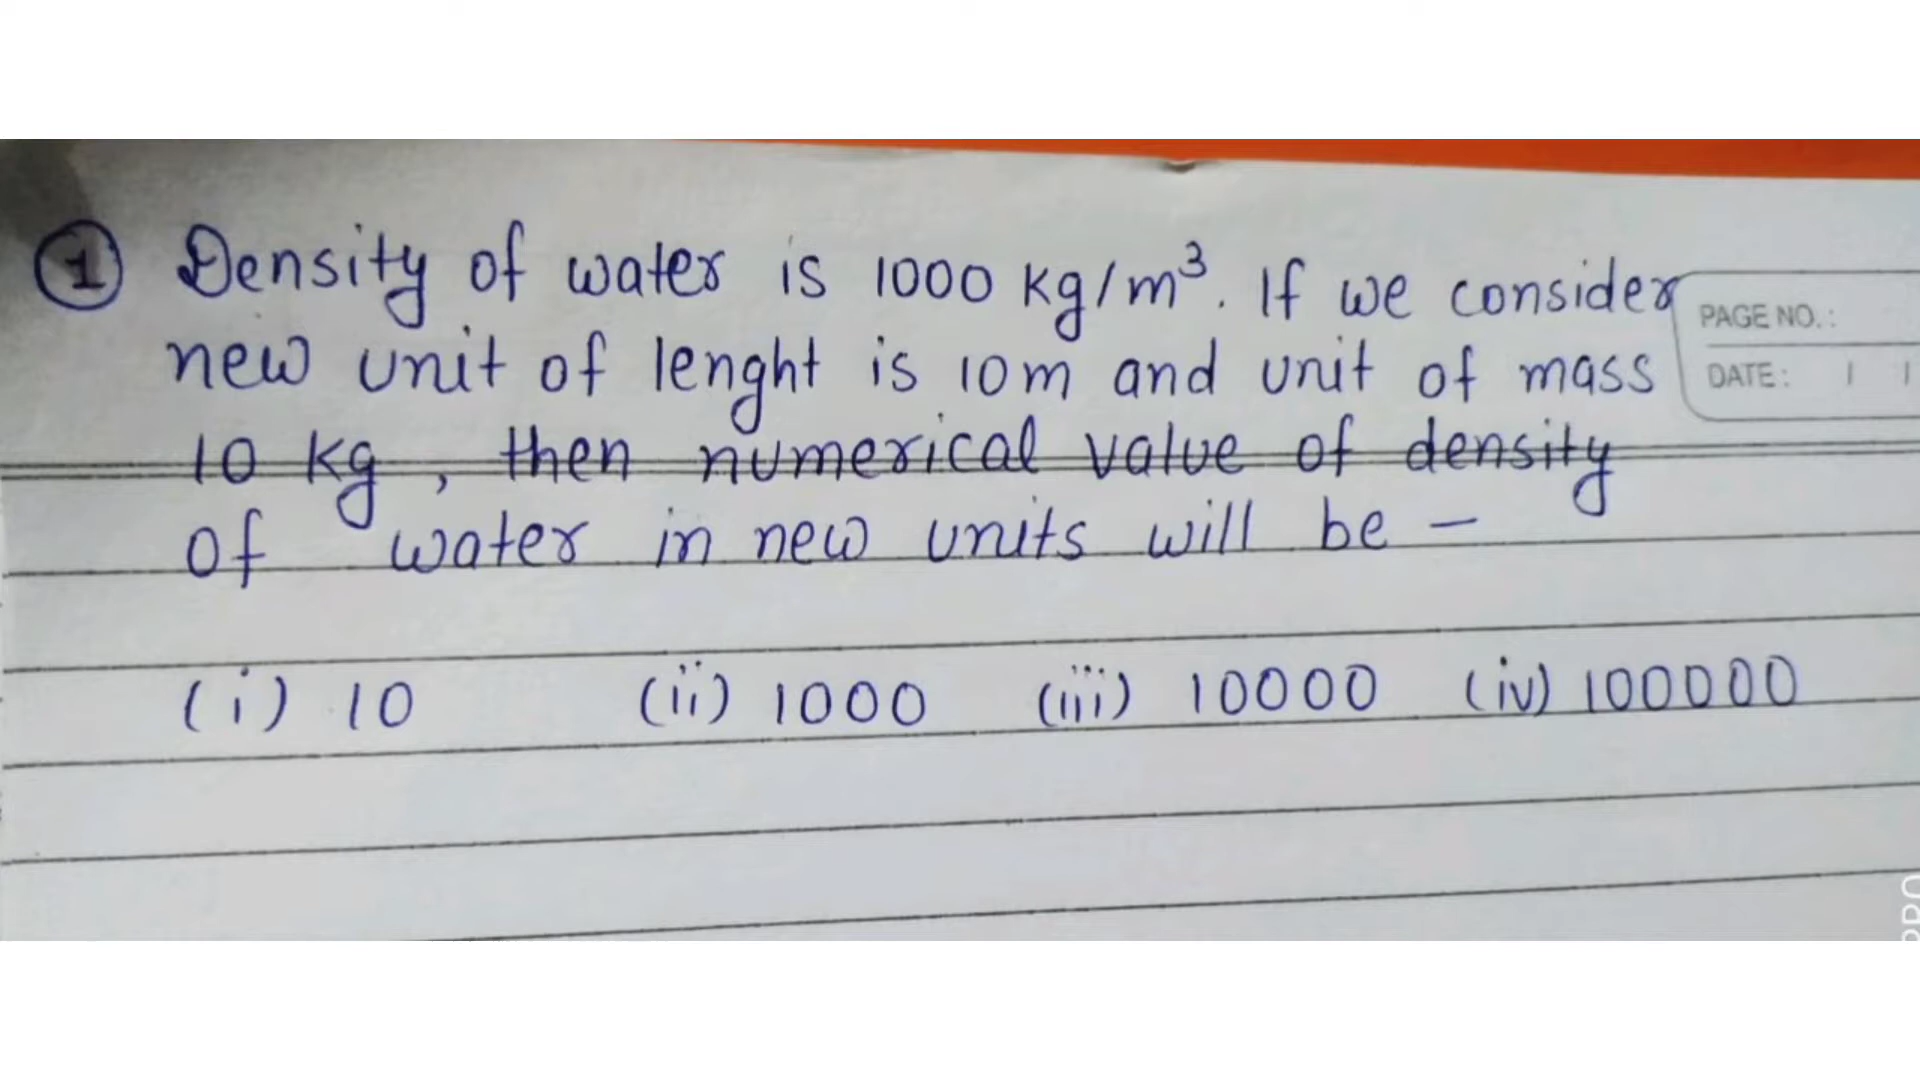 1 Density of water is 1000 kg/m³. If we consider
PAGE NO.:
new unit of lenght is 10m and unit of mass
DATE: / /
10 kg, then numerical value of density
of water in new units will be -
(i) 10 (ii) 1000 (iii) 10000 (iv) 100000